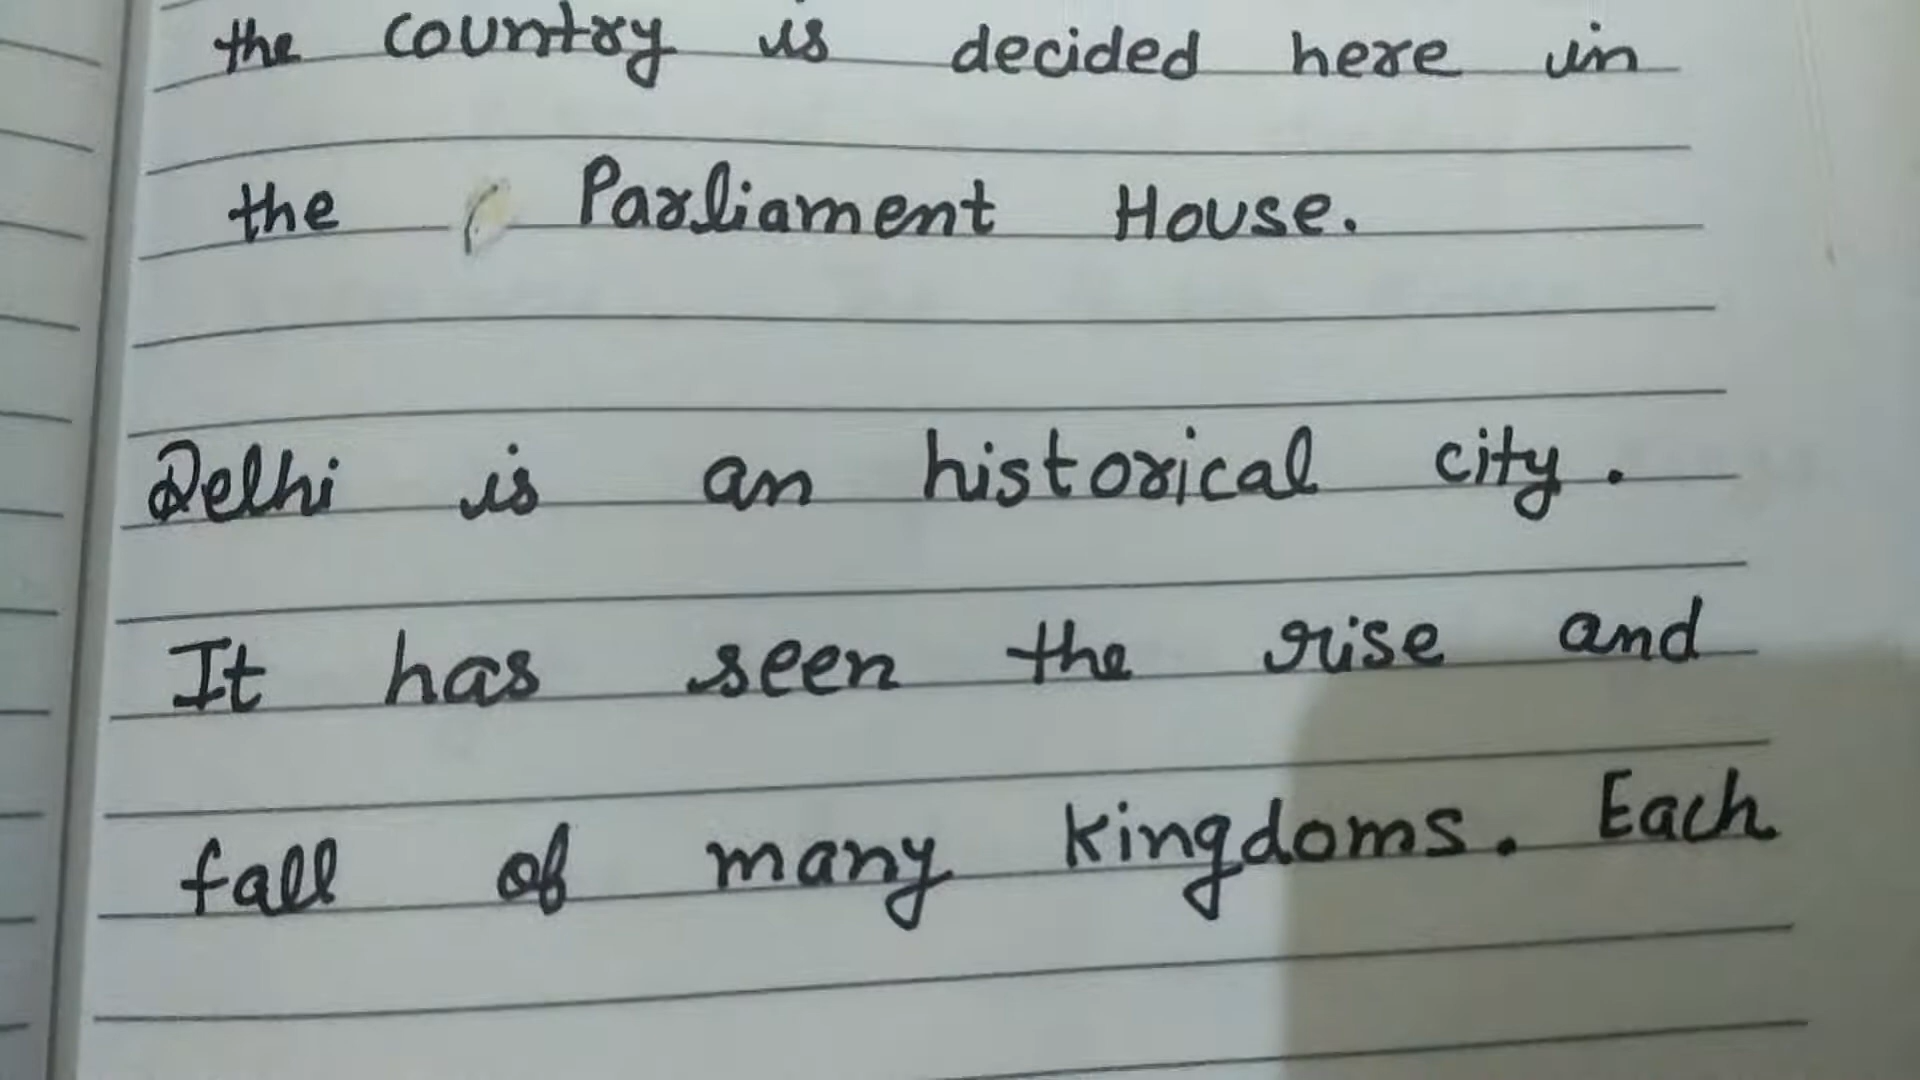 the country is decided here in
the Parliament House.
Delhi is an historical city.
It has seen the rise and
fall of many kingdoms. Each